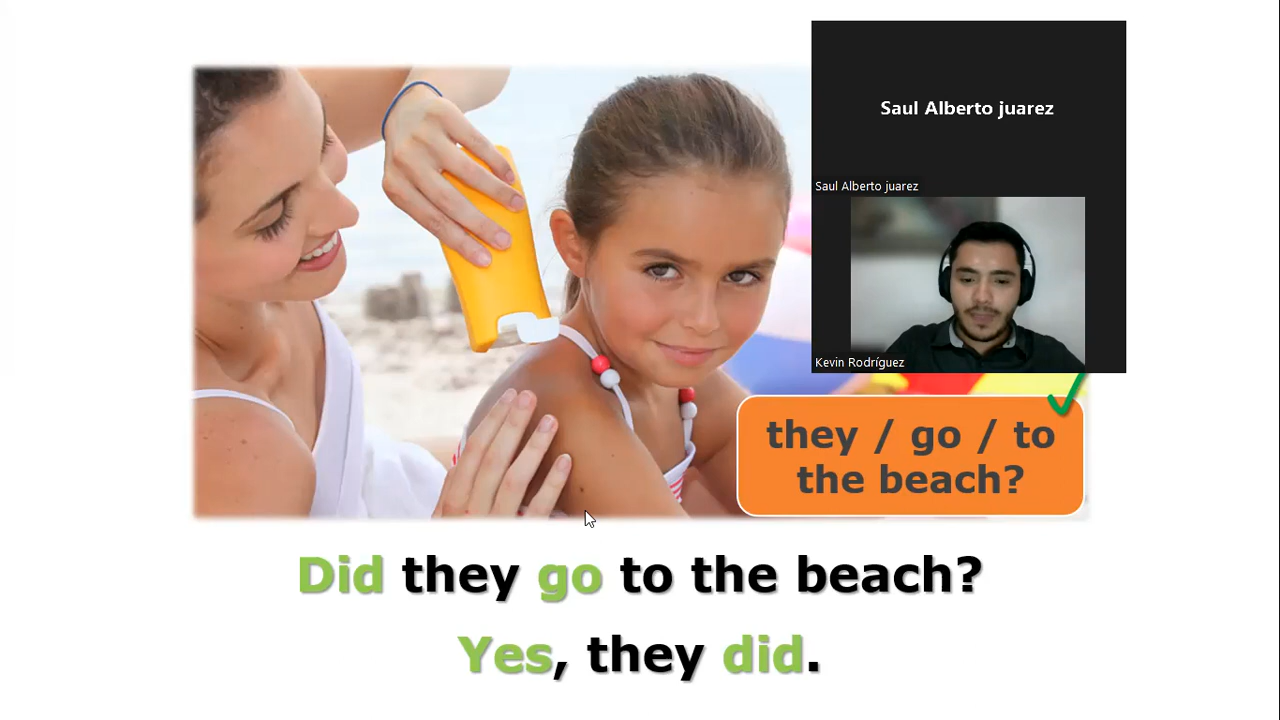 Saul Alberto juarez
Saul Alberto juarez
Kevin Rodríguez
they / go / to
the beach?
Did they go to the beach?
Yes, they did.